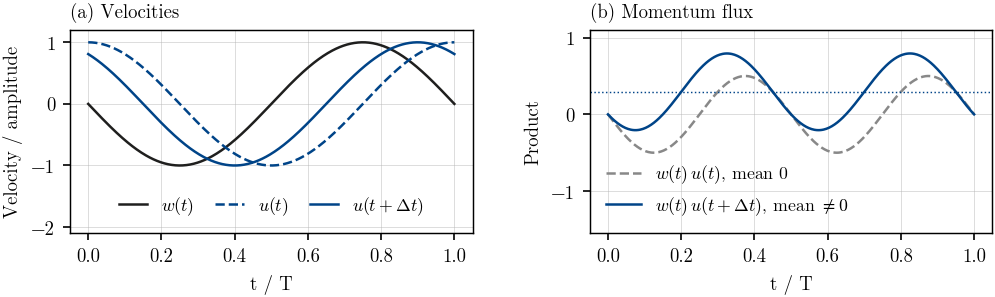 (a) Velocities
Velocity / amplitude
1
0
−1
−2
w(t)
u(t)
u(t + Δt)
0.0
0.2
0.4
0.6
0.8
1.0
t / T
(b) Momentum flux
Product
1
0
−1
w(t) u(t), mean 0
w(t) u(t + Δt), mean ≠ 0
0.0
0.2
0.4
0.6
0.8
1.0
t / T